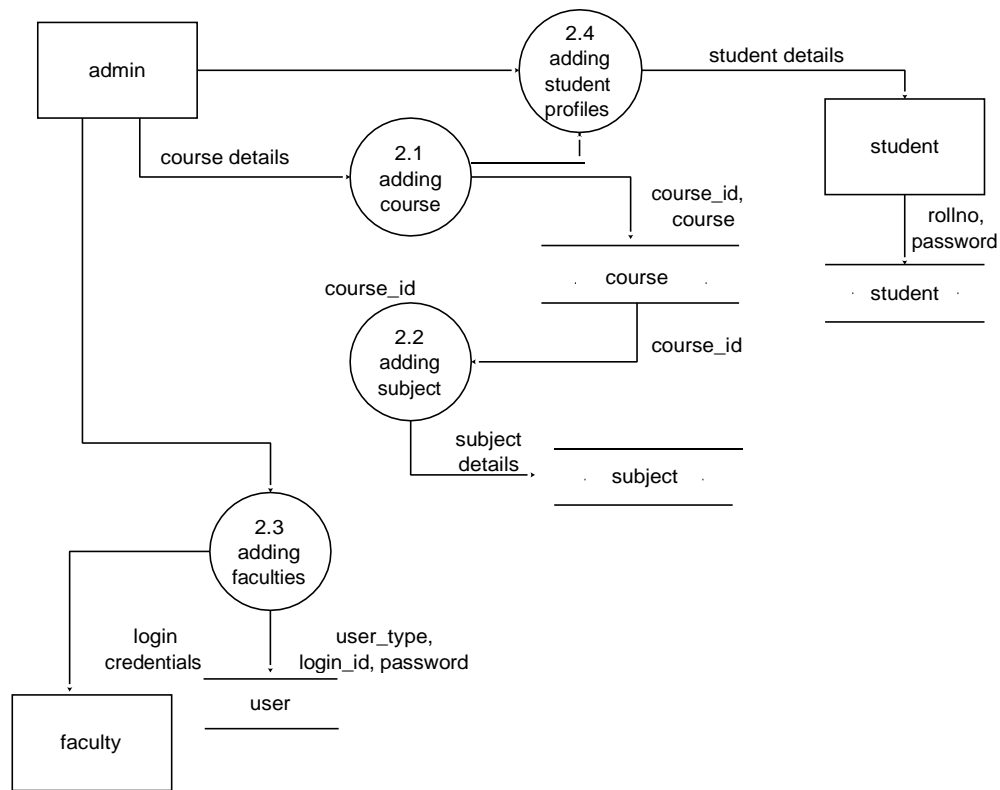 admin
2.4
adding
student
profiles
student details
course details
2.1
adding
course
student
course_id,
course
rollno,
password
course
student
course_id
2.2
adding
subject
course_id
subject
details
subject
2.3
adding
faculties
login
credentials
user_type,
login_id, password
user
faculty